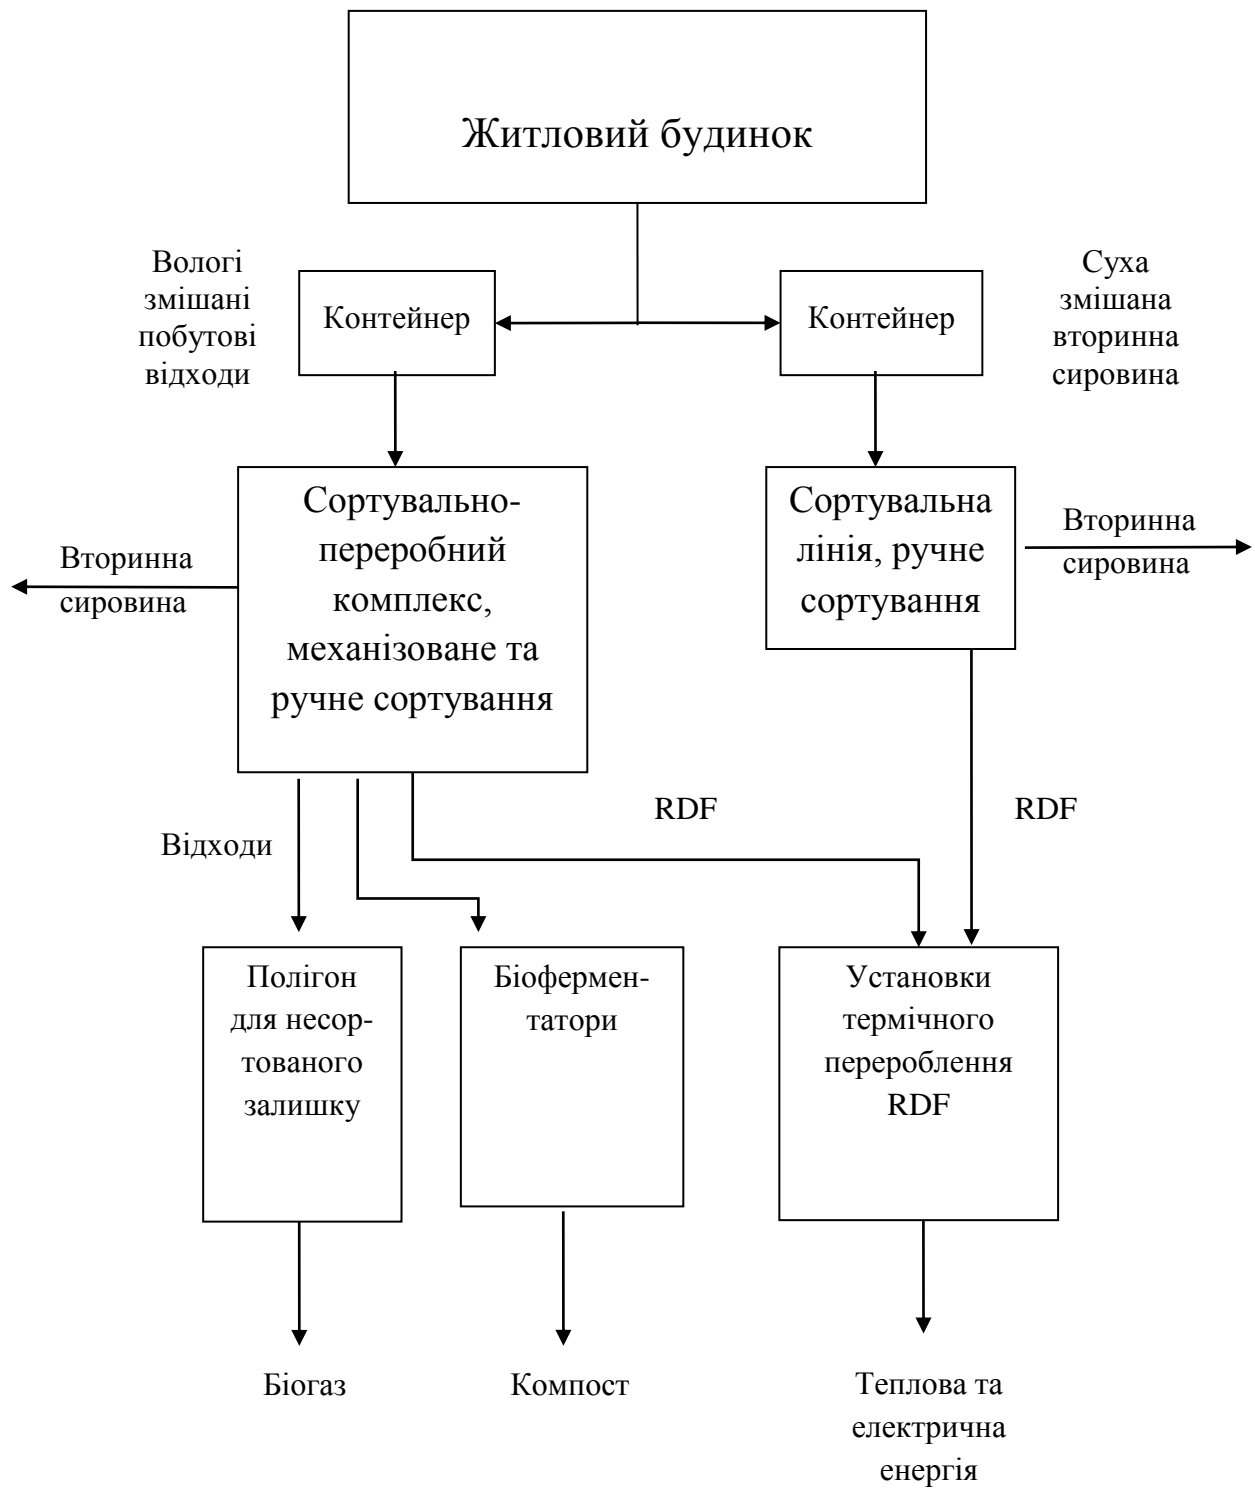 Житловий будинок
Вологі
змішані
побутові
відходи
Контейнер
Контейнер
Суха
змішана
вторинна
сировина
Сортувально-
переробний
комплекс,
механізоване та
ручне сортування
Сортувальна
лінія, ручне
сортування
Вторинна
сировина
Вторинна
сировина
Відходи
RDF
RDF
Полігон
для несор-
тованого
залишку
Біофермен-
татори
Установки
термічного
перероблення
RDF
Біогаз
Компост
Теплова та
електрична
енергія